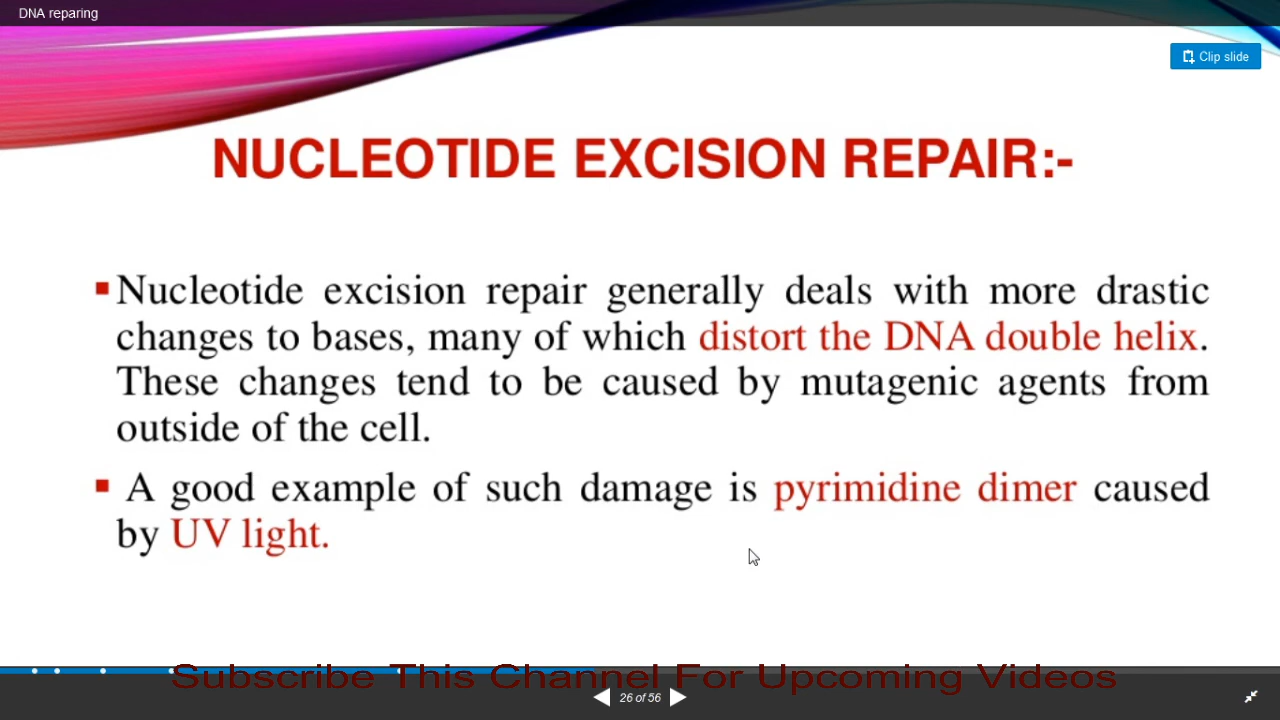 DNA reparing
Clip slide
NUCLEOTIDE EXCISION REPAIR:-
Nucleotide excision repair generally deals with more drastic
changes to bases, many of which distort the DNA double helix.
These changes tend to be caused by mutagenic agents from
outside of the cell.
A good example of such damage is pyrimidine dimer caused
by UV light.
Subscribe This Channel For Upcoming Videos
26 of 56